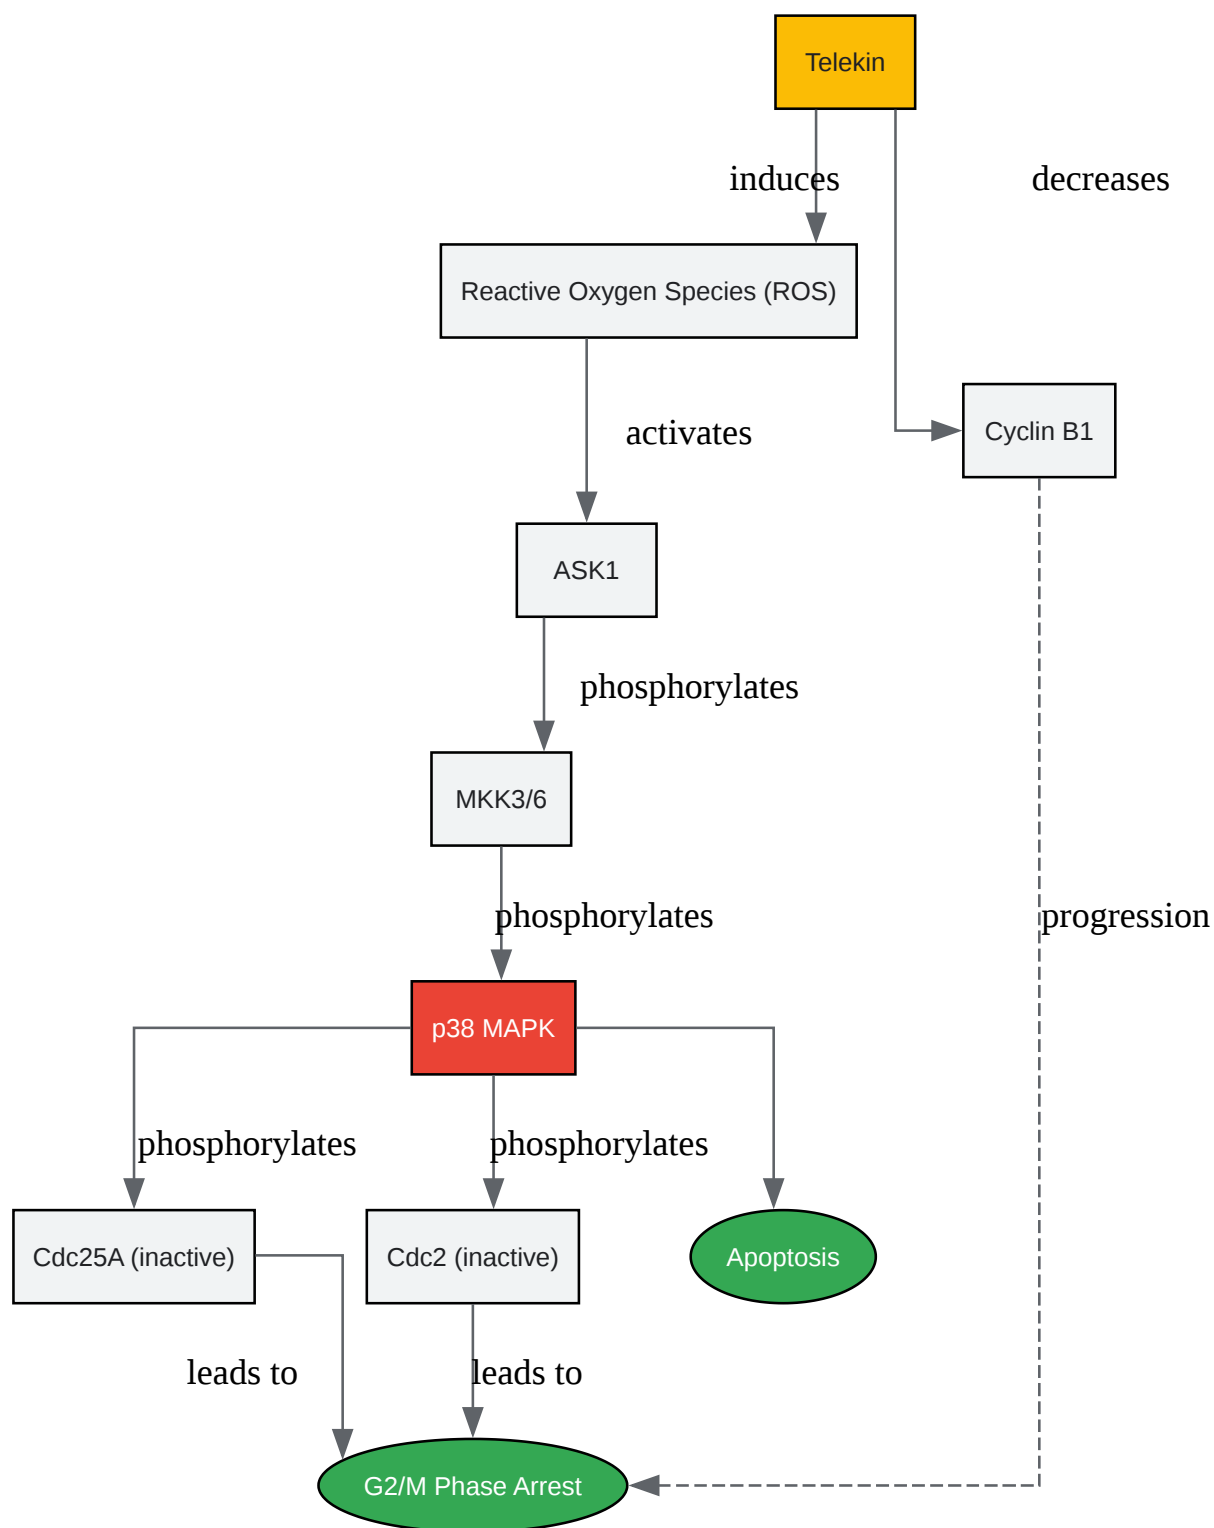 Telekin
induces
decreases
Reactive Oxygen Species (ROS)
activates
Cyclin B1
ASK1
phosphorylates
MKK3/6
phosphorylates
progression
p38 MAPK
phosphorylates
phosphorylates
Cdc25A (inactive)
Cdc2 (inactive)
Apoptosis
leads to
leads to
G2/M Phase Arrest